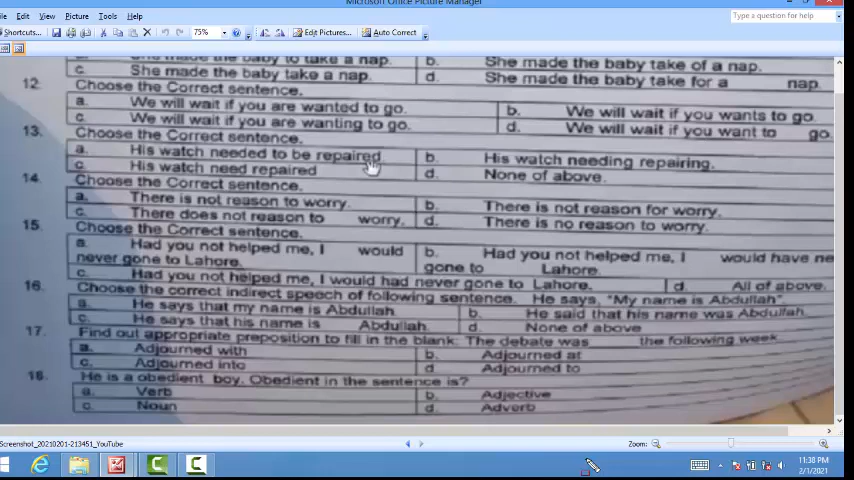 Microsoft Office Picture Manager
File Edit View Picture Tools Help
Type a question for help
Shortcuts... 75% Edit Pictures... Auto Correct
a. She made the baby to take a nap. b. She made the baby take of a nap.
c. She made the baby take a nap. d. She made the baby take for a nap.
12. Choose the Correct sentence.
a. We will wait if you are wanted to go. b. We will wait if you wants to go.
c. We will wait if you are wanting to go. d. We will wait if you want to go.
13. Choose the Correct sentence.
a. His watch needed to be repaired b. His watch needing repairing.
c. His watch need repaired d. None of above.
14. Choose the Correct sentence.
a. There is not reason to worry. b. There is not reason for worry.
c. There does not reason to worry. d. There is no reason to worry.
15. Choose the Correct sentence.
a. Had you not helped me, I would b. Had you not helped me, I would have ne
never gone to Lahore. gone to Lahore.
c. Had you not helped me, I would had never gone to Lahore. d. All of above.
16. Choose the correct indirect speech of following sentence. He says, "My name is Abdullah".
a. He says that my name is Abdullah. b. He said that his name was Abdullah.
c. He says that his name is Abdullah. d. None of above
17. Find out appropriate preposition to fill in the blank: The debate was ____ the following week
a. Adjourned with b. Adjourned at
c. Adjourned into d. Adjourned to
18. He is a obedient boy. Obedient in the sentence is?
a. Verb b. Adjective
c. Noun d. Adverb
Screenshot_20210201-213451_YouTube Zoom:
11:38 PM
2/1/2021